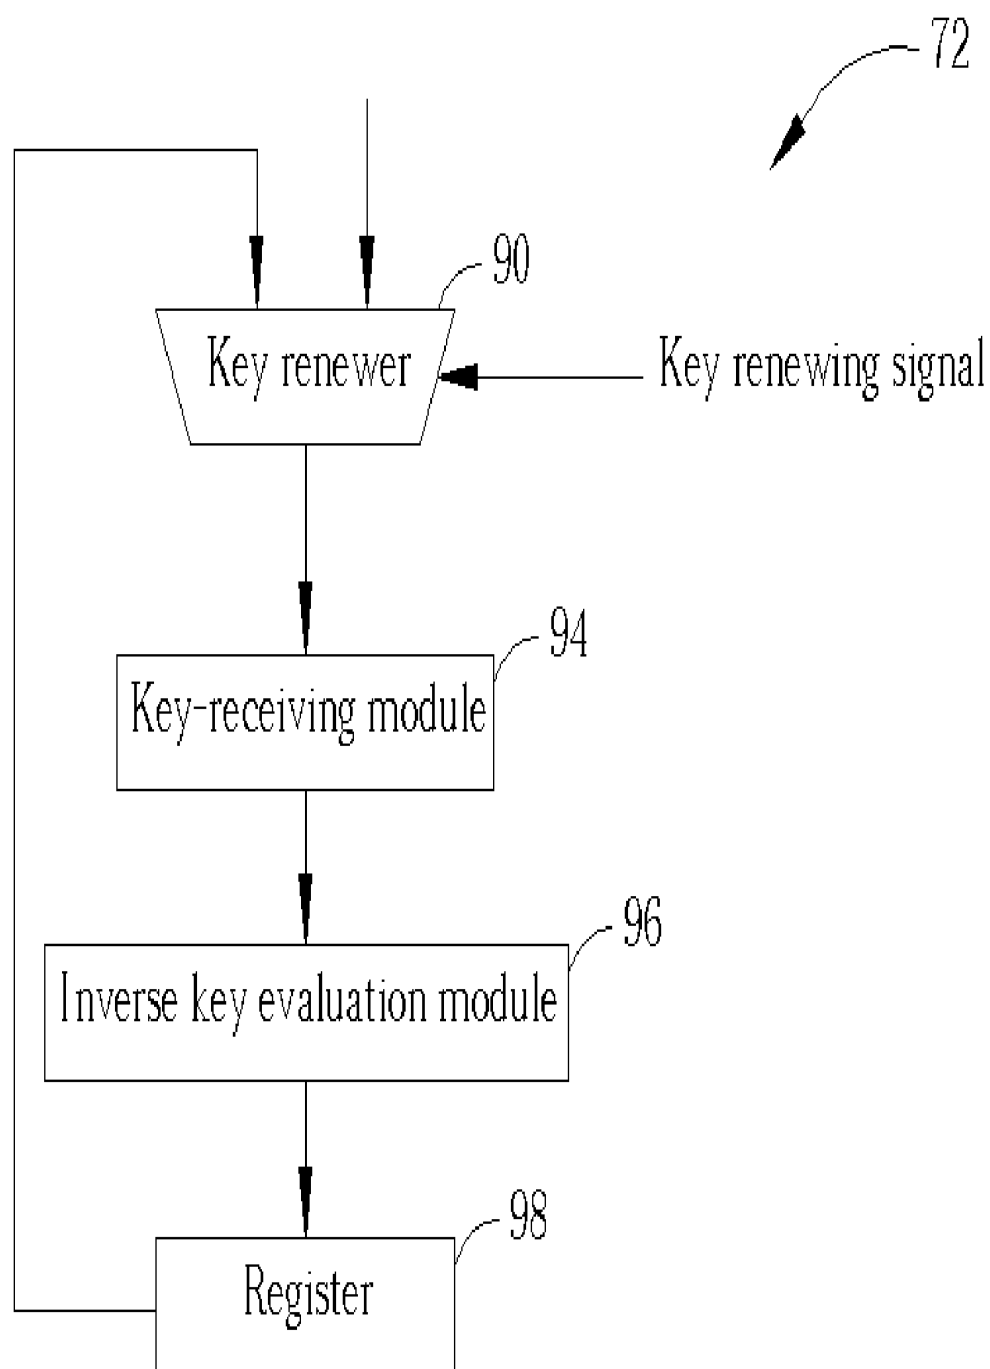 72
90
Key renewer
Key renewing signal
94
Key-receiving module
96
Inverse key evaluation module
98
Register